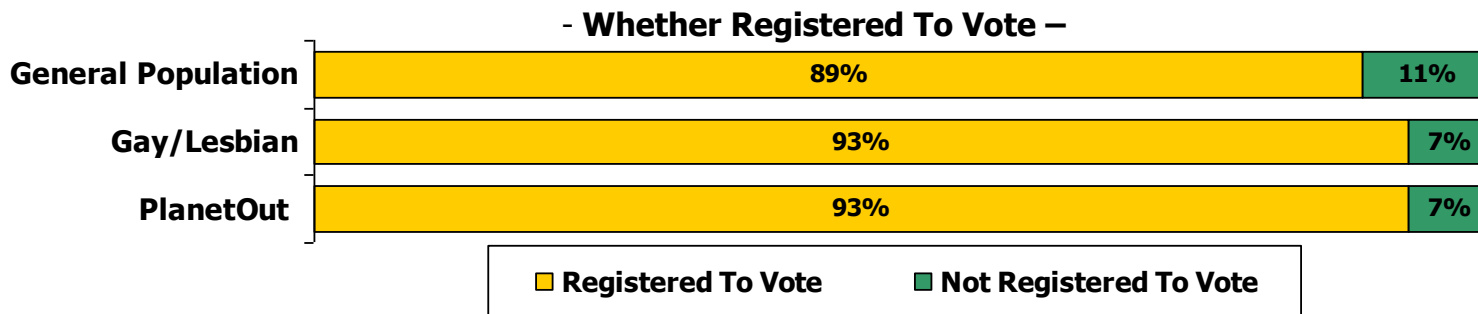 - Whether Registered To Vote –
General Population 89% 11%
Gay/Lesbian 93% 7%
PlanetOut 93% 7%
Registered To Vote Not Registered To Vote